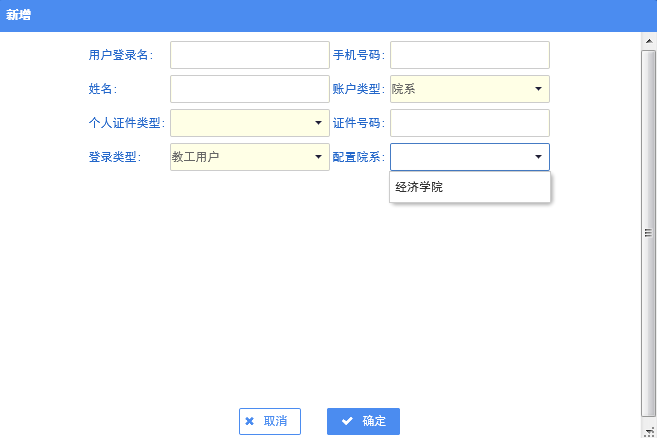 新增
用户登录名: 手机号码:
姓名: 账户类型: 院系
个人证件类型: 证件号码:
登录类型: 教工用户 配置院系:
经济学院
取消 确定